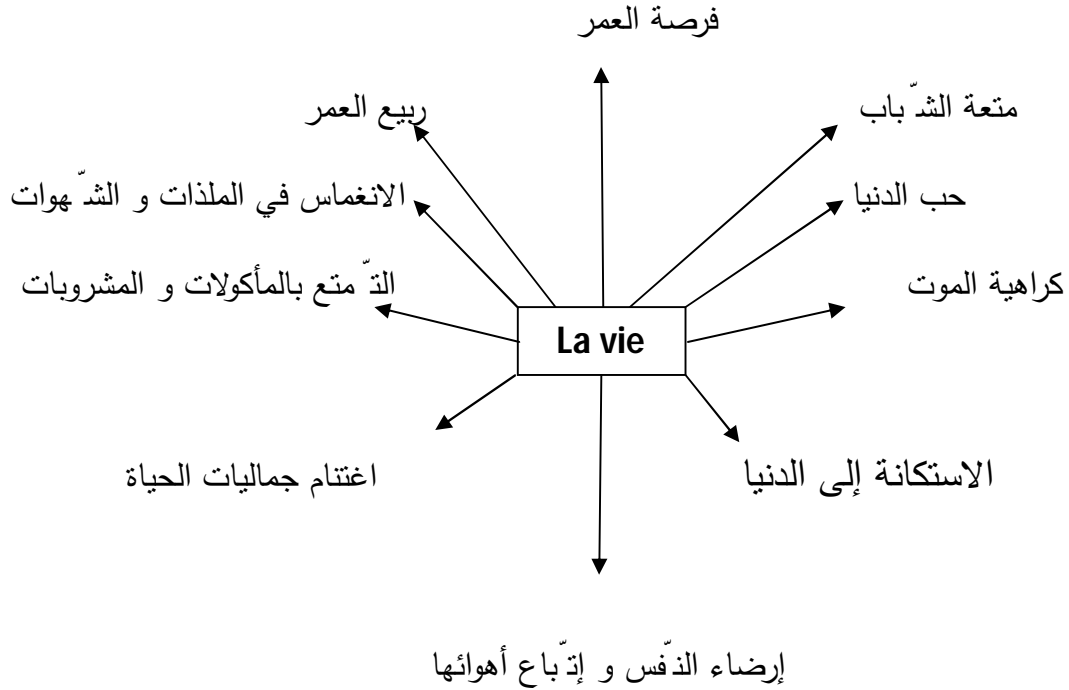 فرصة العمر
متعة الشّباب
ربيع العمر
حب الدنيا
الانغماس في الملذات و الشّهوات
كراهية الموت
التّمتع بالمأكولات و المشروبات
La vie
الاستكانة إلى الدنيا
اغتنام جماليات الحياة
إرضاء النّفس و إتّباع أهوائها